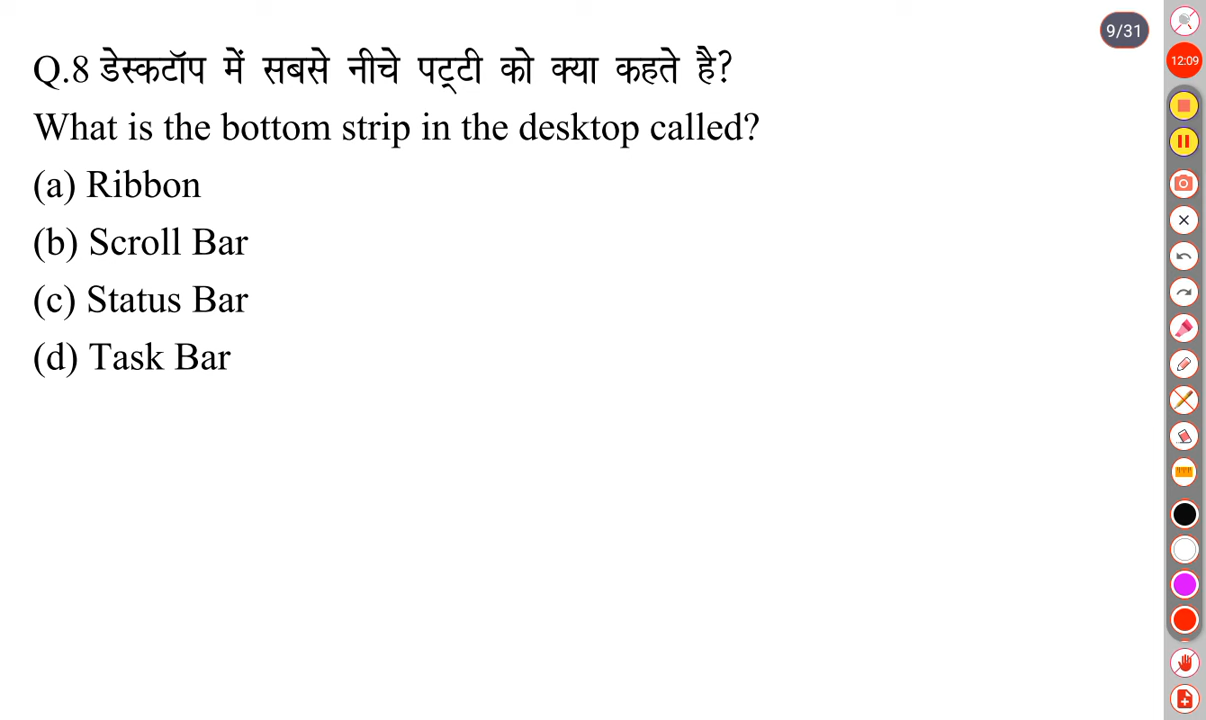 9/31
Q.8 डेस्कटॉप में सबसे नीचे पट्‌टी को क्या कहते है?
12:09
What is the bottom strip in the desktop called?
(a) Ribbon
(b) Scroll Bar
(c) Status Bar
(d) Task Bar